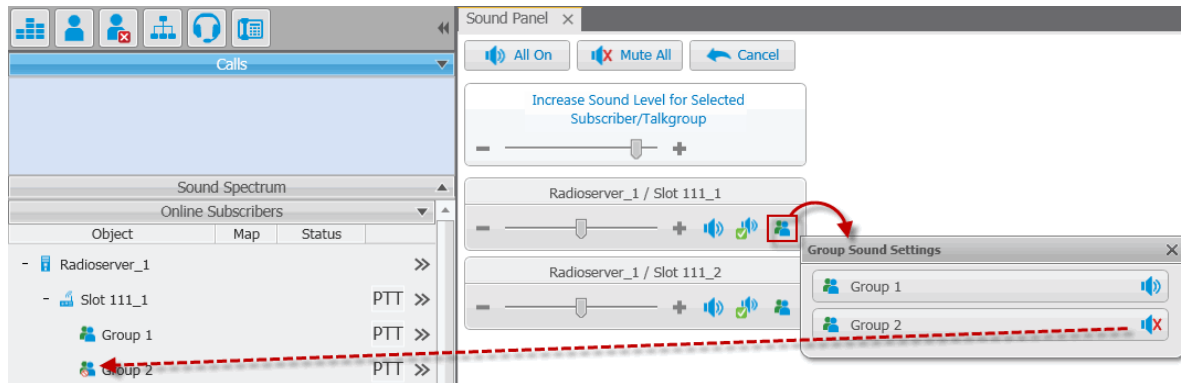 Calls
Sound Spectrum
Online Subscribers
Object Map Status
- Radioserver_1
- Slot 111_1 PTT
Group 1 PTT
Group 2 PTT
Sound Panel
All On Mute All Cancel
Increase Sound Level for Selected
Subscriber/Talkgroup
Radioserver_1 / Slot 111_1
Radioserver_1 / Slot 111_2
Group Sound Settings
Group 1
Group 2